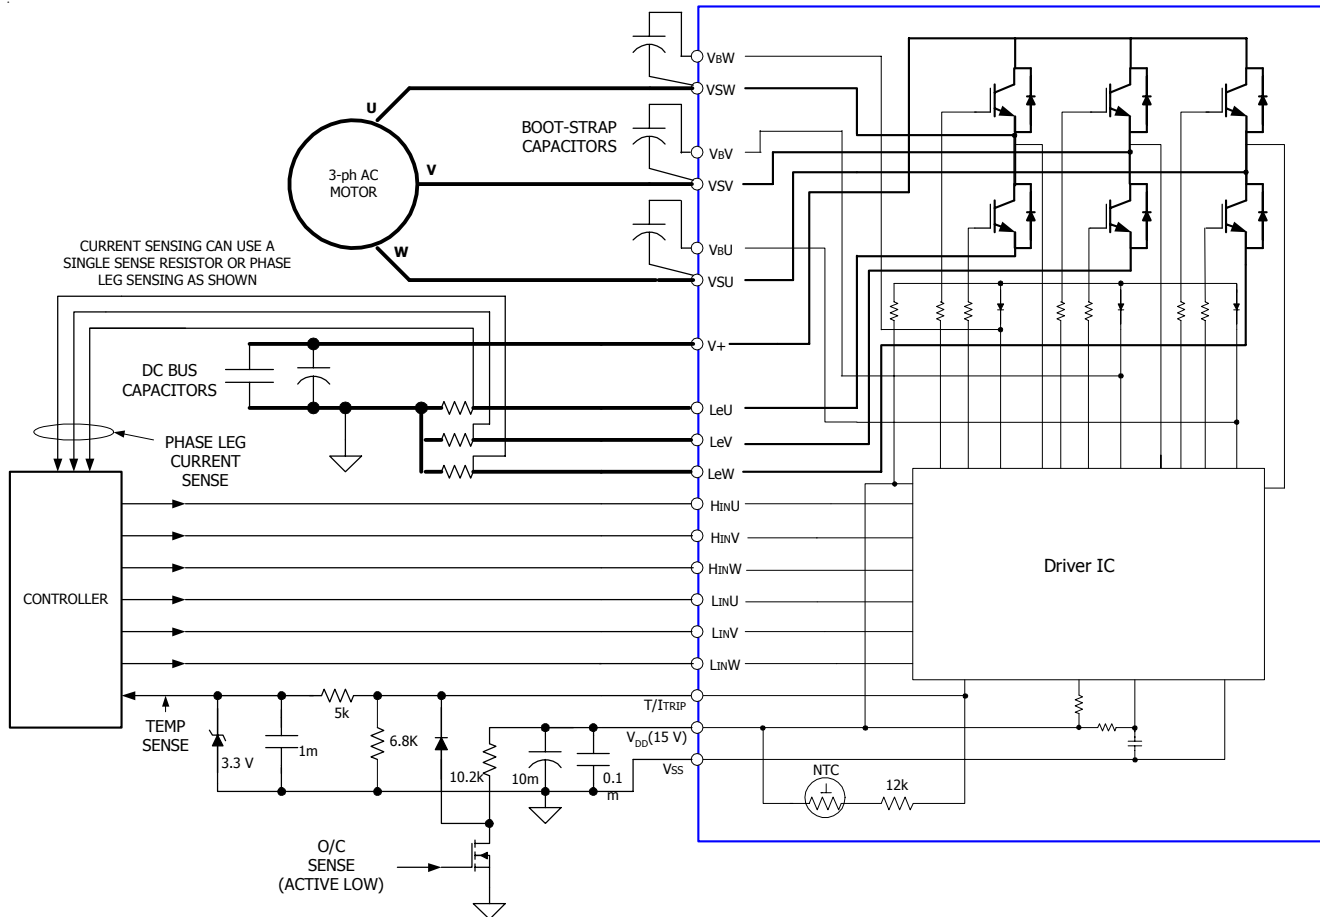 VBW
VSW
U
BOOT-STRAP
CAPACITORS
VBV
3-ph AC
MOTOR
V
VSV
W
VBU
CURRENT SENSING CAN USE A
SINGLE SENSE RESISTOR OR PHASE
LEG SENSING AS SHOWN
VSU
V+
DC BUS
CAPACITORS
LeU
LeV
PHASE LEG
CURRENT
SENSE
LeW
HINU
HINV
HINW
Driver IC
CONTROLLER
LINU
LINV
LINW
T/ITRIP
5k
TEMP
SENSE
6.8K
VDD(15 V)
1m
3.3 V
10.2k
10m
0.1
m
VSS
NTC
12k
O/C
SENSE
(ACTIVE LOW)